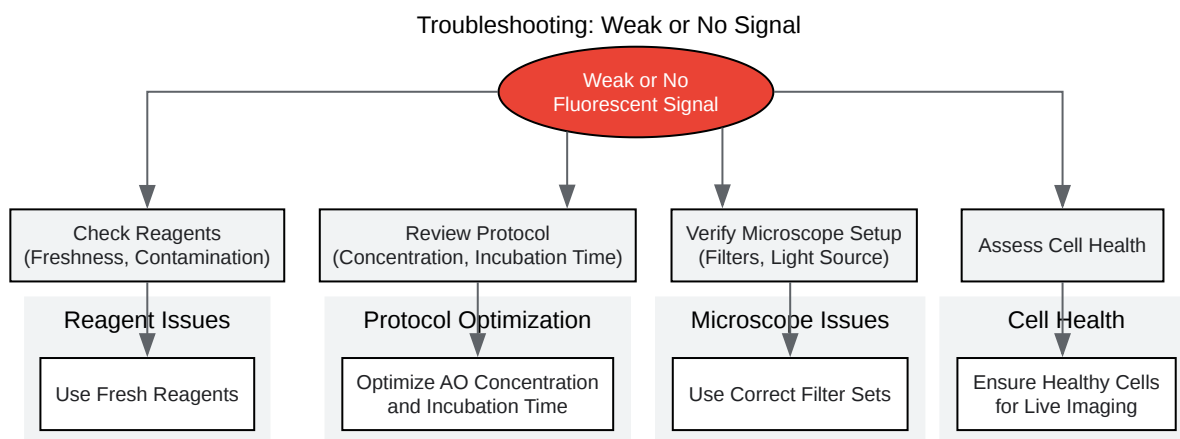 Troubleshooting: Weak or No Signal
Weak or No
Fluorescent Signal
Check Reagents
(Freshness, Contamination)
Review Protocol
(Concentration, Incubation Time)
Verify Microscope Setup
(Filters, Light Source)
Assess Cell Health
Reagent Issues
Protocol Optimization
Microscope Issues
Cell Health
Use Fresh Reagents
Optimize AO Concentration
and Incubation Time
Use Correct Filter Sets
Ensure Healthy Cells
for Live Imaging